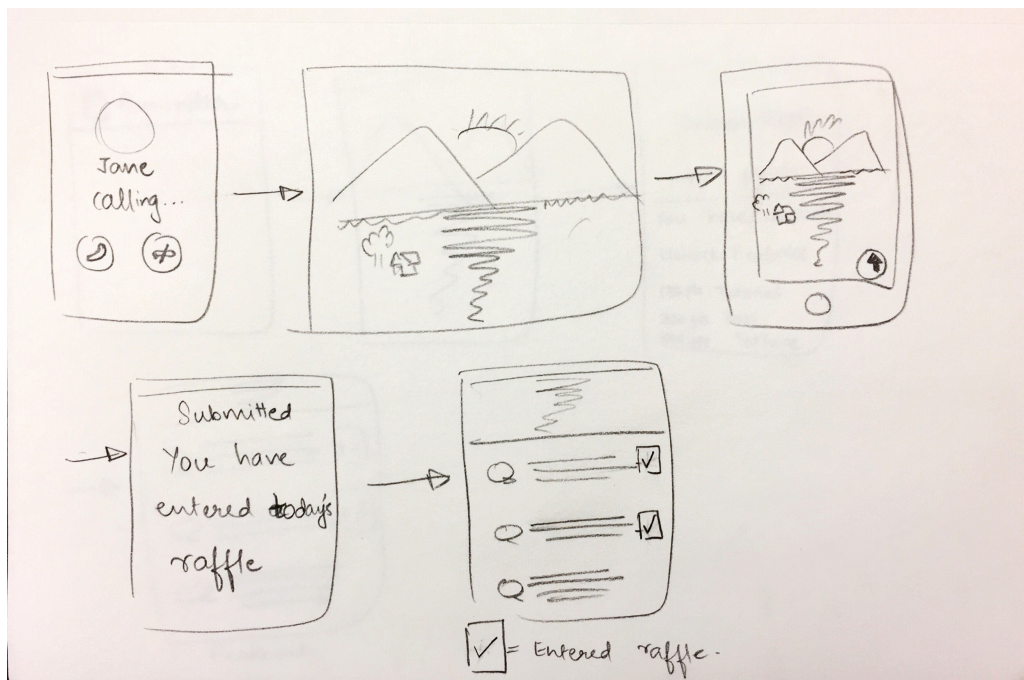 Jane
calling...
Submitted
You have
entered today's
raffle
= Entered raffle.